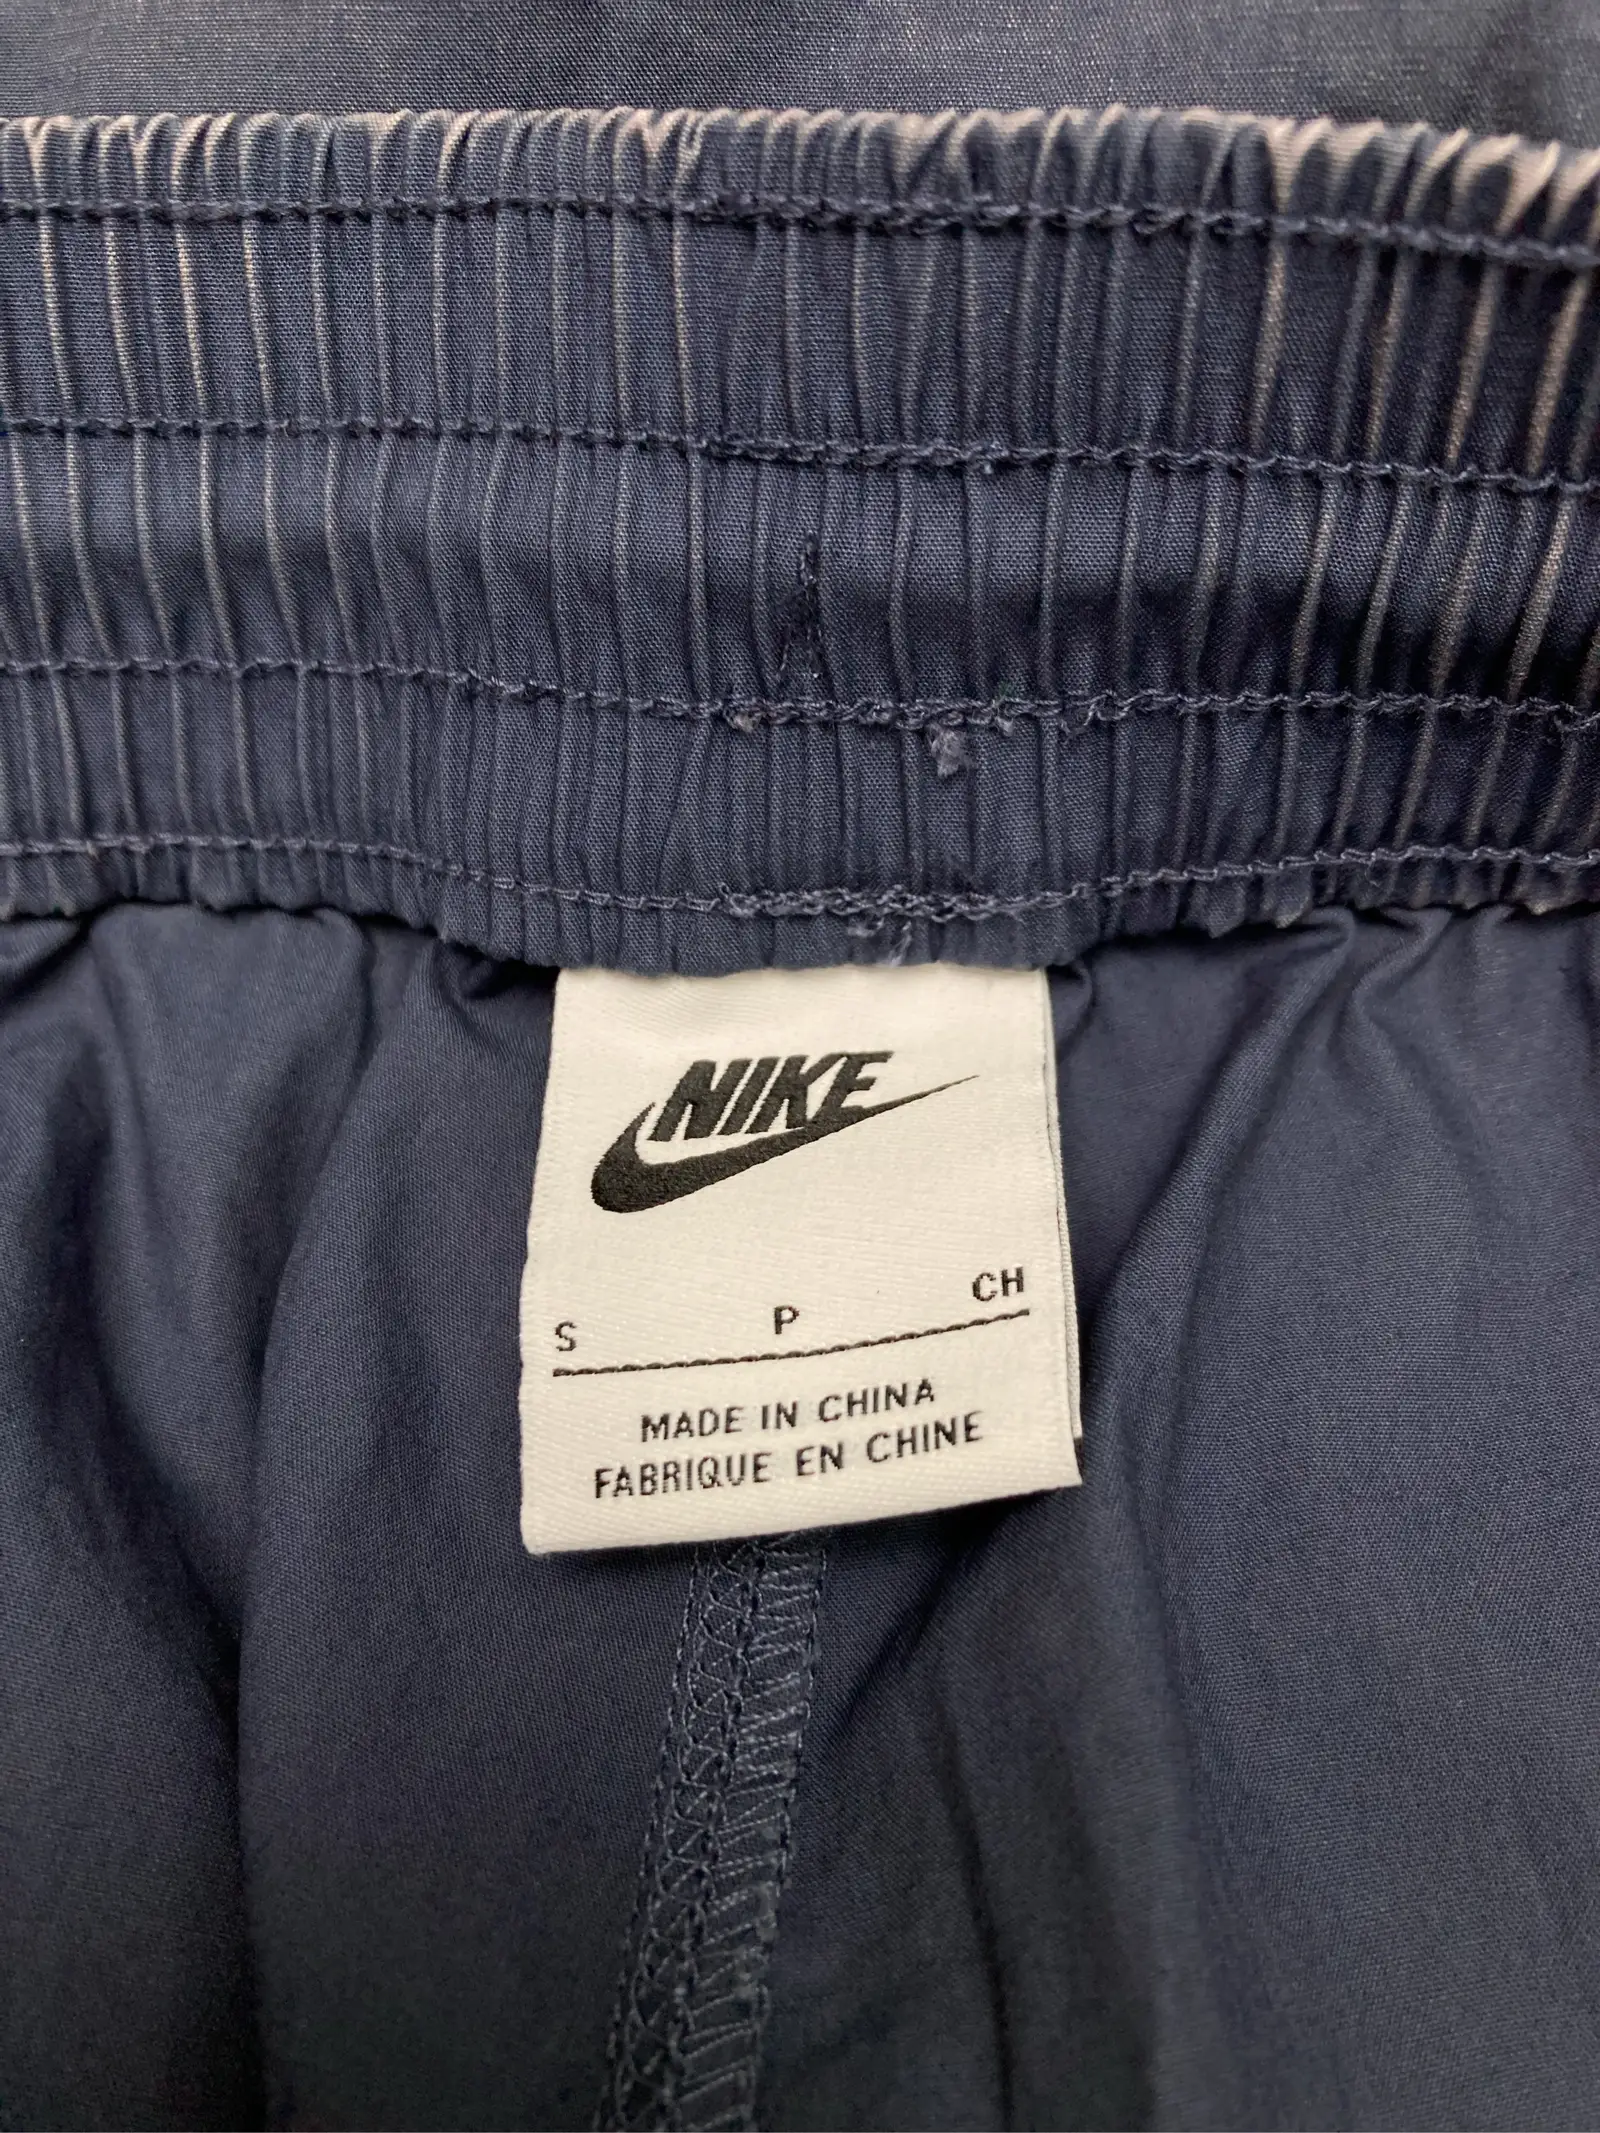 NIKE
S P CH
MADE IN CHINA
FABRIQUE EN CHINE